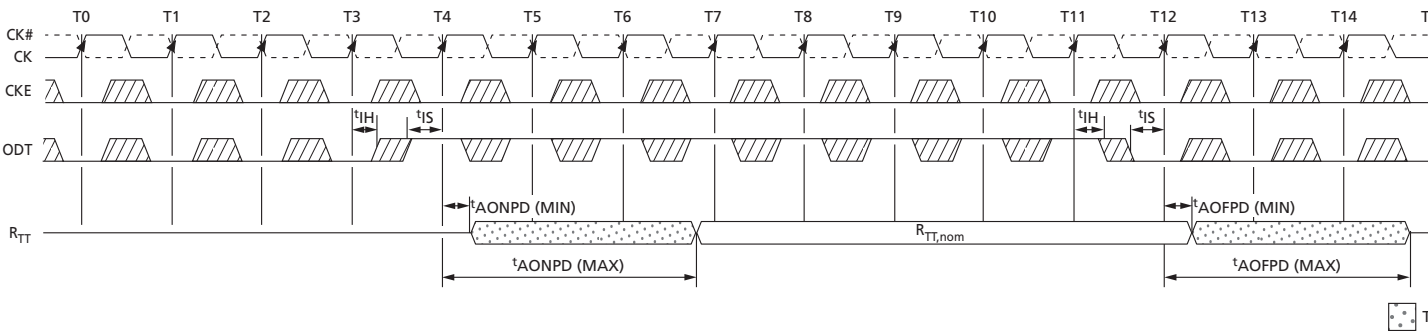 T0 T1 T2 T3 T4 T5 T6 T7 T8 T9 T10 T11 T12 T13 T14
CK#
CK
CKE
tIH tIS tIH tIS
ODT
tAONPD (MIN) tAOFPD (MIN)
RTT RTT,nom
tAONPD (MAX) tAOFPD (MAX)